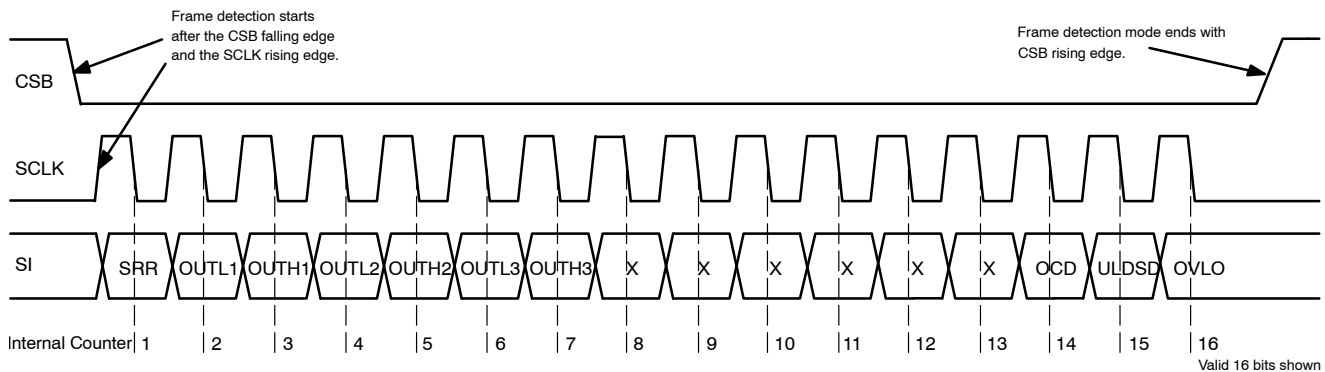 Frame detection starts
after the CSB falling edge
and the SCLK rising edge.
Frame detection mode ends with
CSB rising edge.
CSB
SCLK
SI SRR OUTL1 OUTH1 OUTL2 OUTH2 OUTL3 OUTH3 X X X X X X OCD ULDSD OVLO
Internal Counter 1 2 3 4 5 6 7 8 9 10 11 12 13 14 15 16
Valid 16 bits shown